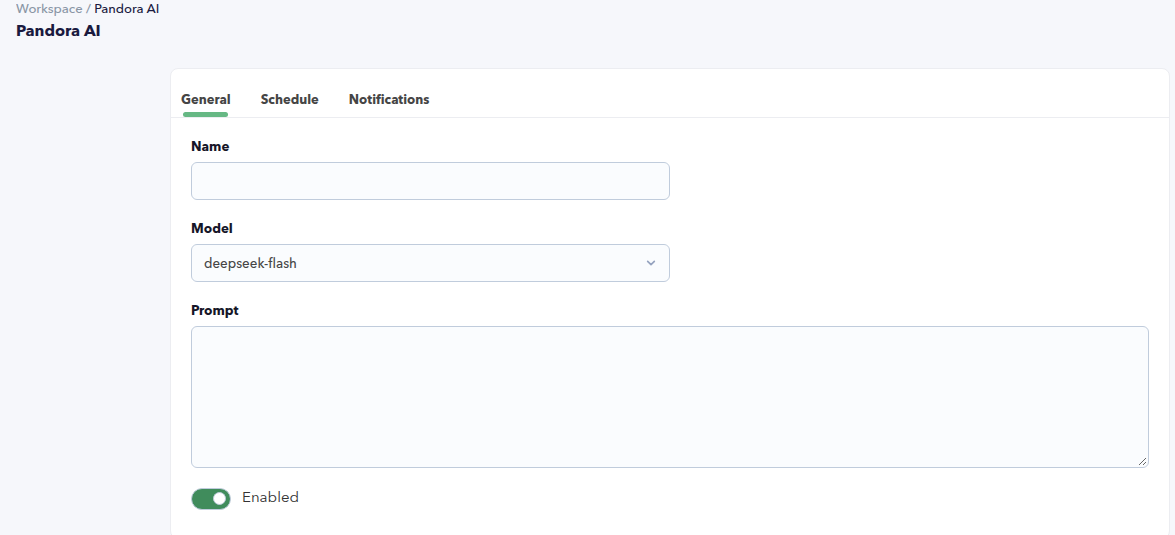 Workspace / Pandora AI
Pandora AI
General Schedule Notifications
Name
Model
deepseek-flash
Prompt
Enabled